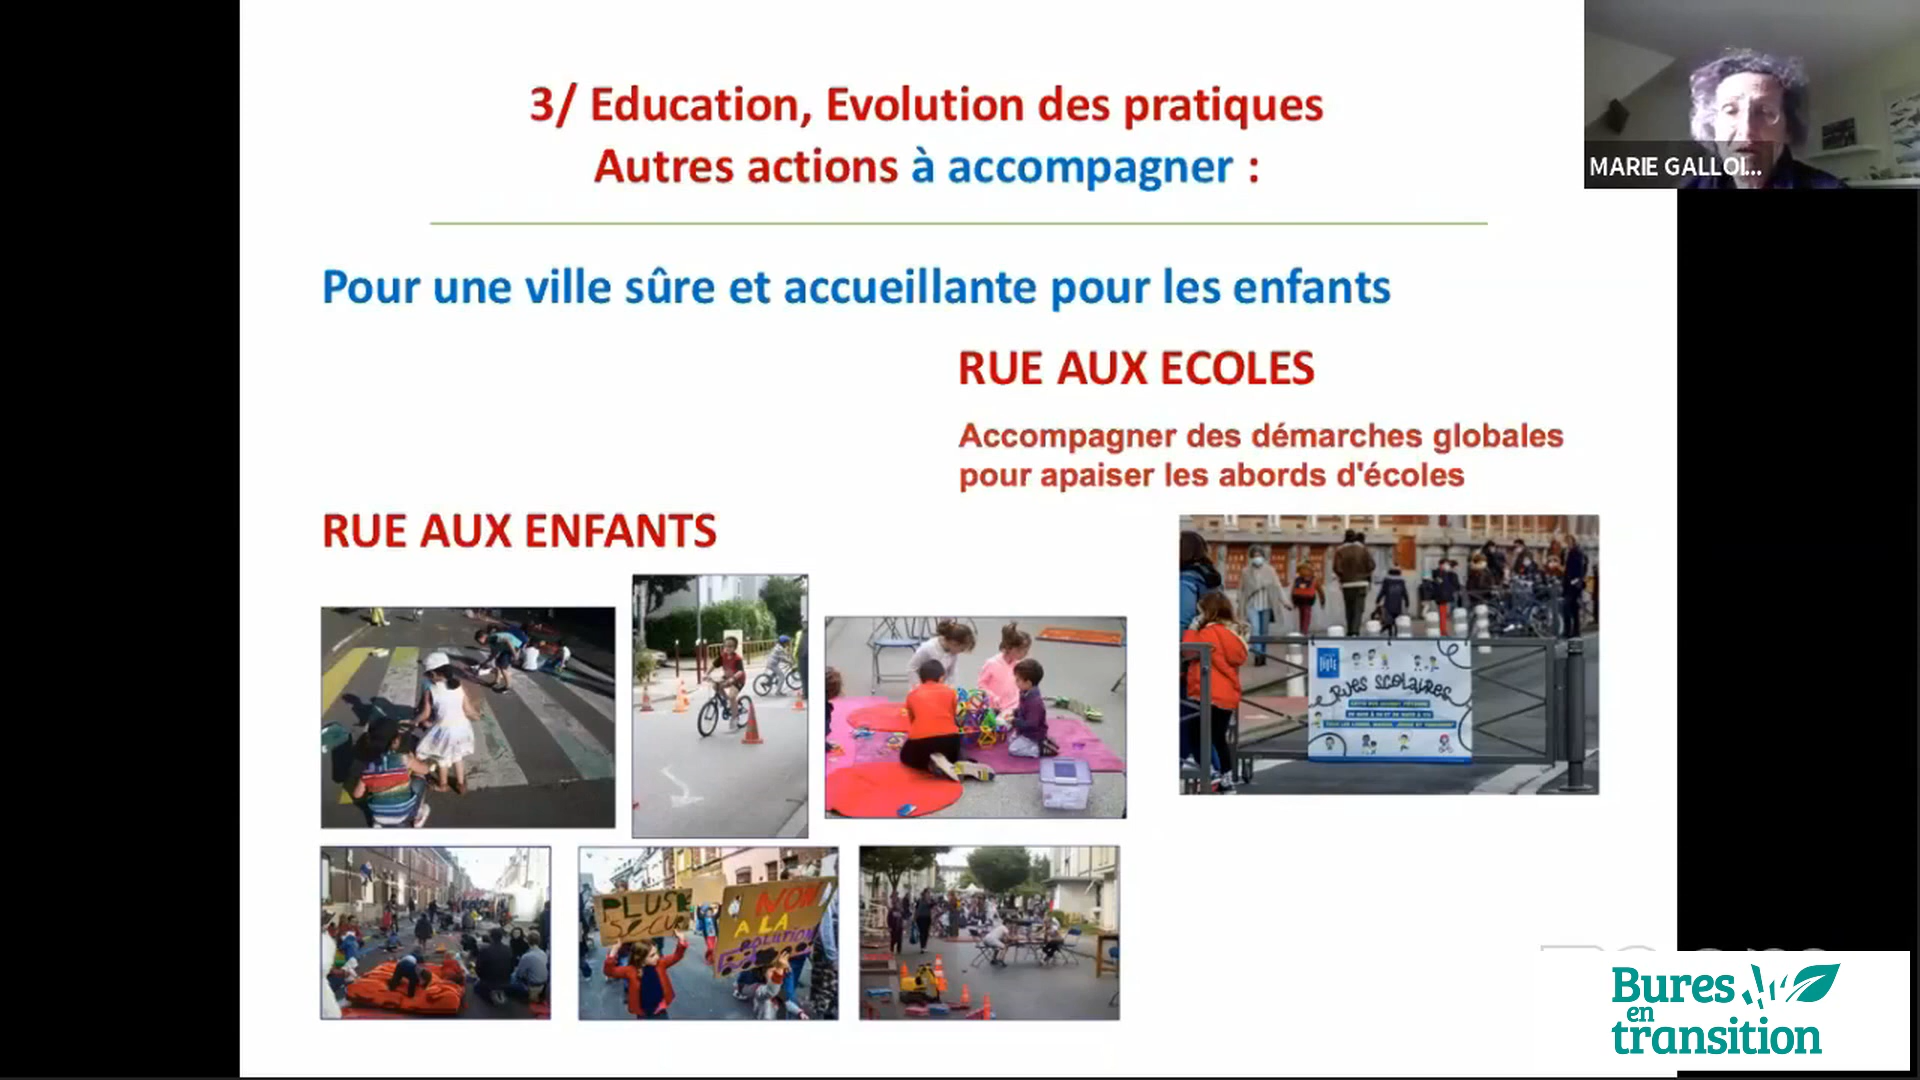 3/ Education, Evolution des pratiques
Autres actions à accompagner :
MARIE GALLOI...
Pour une ville sûre et accueillante pour les enfants
RUE AUX ECOLES
Accompagner des démarches globales
pour apaiser les abords d'écoles
RUE AUX ENFANTS
RUES SCOLAIRES
PLUS DE
SÉCUR
NON
A LA
POLUTION
Bures
en
transition